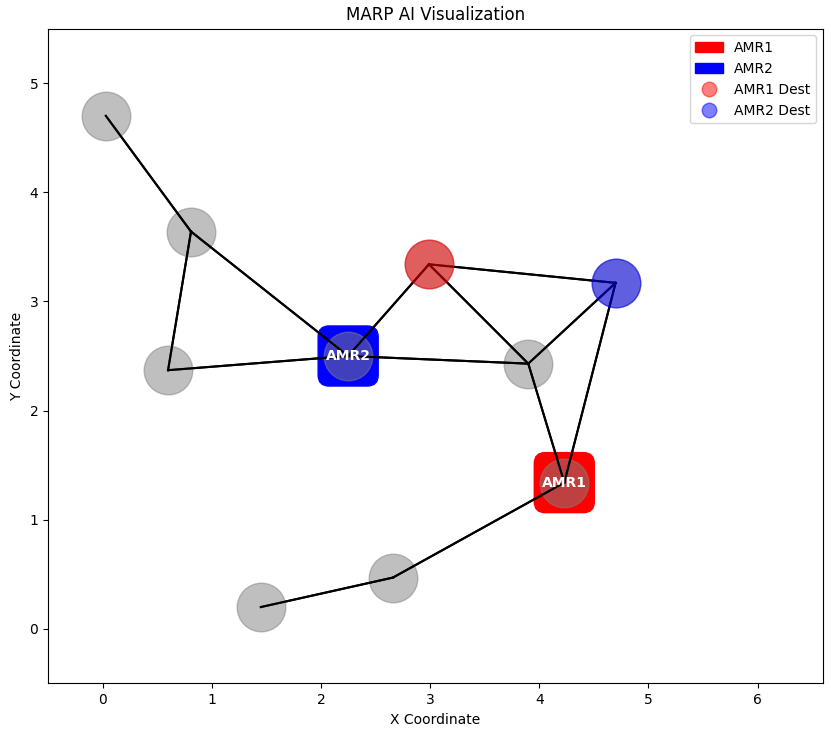 MARP AI Visualization
AMR1
AMR2
AMR1 Dest
AMR2 Dest
5
4
3
2
1
0
Y Coordinate
AMR2
AMR1
0 1 2 3 4 5 6
X Coordinate